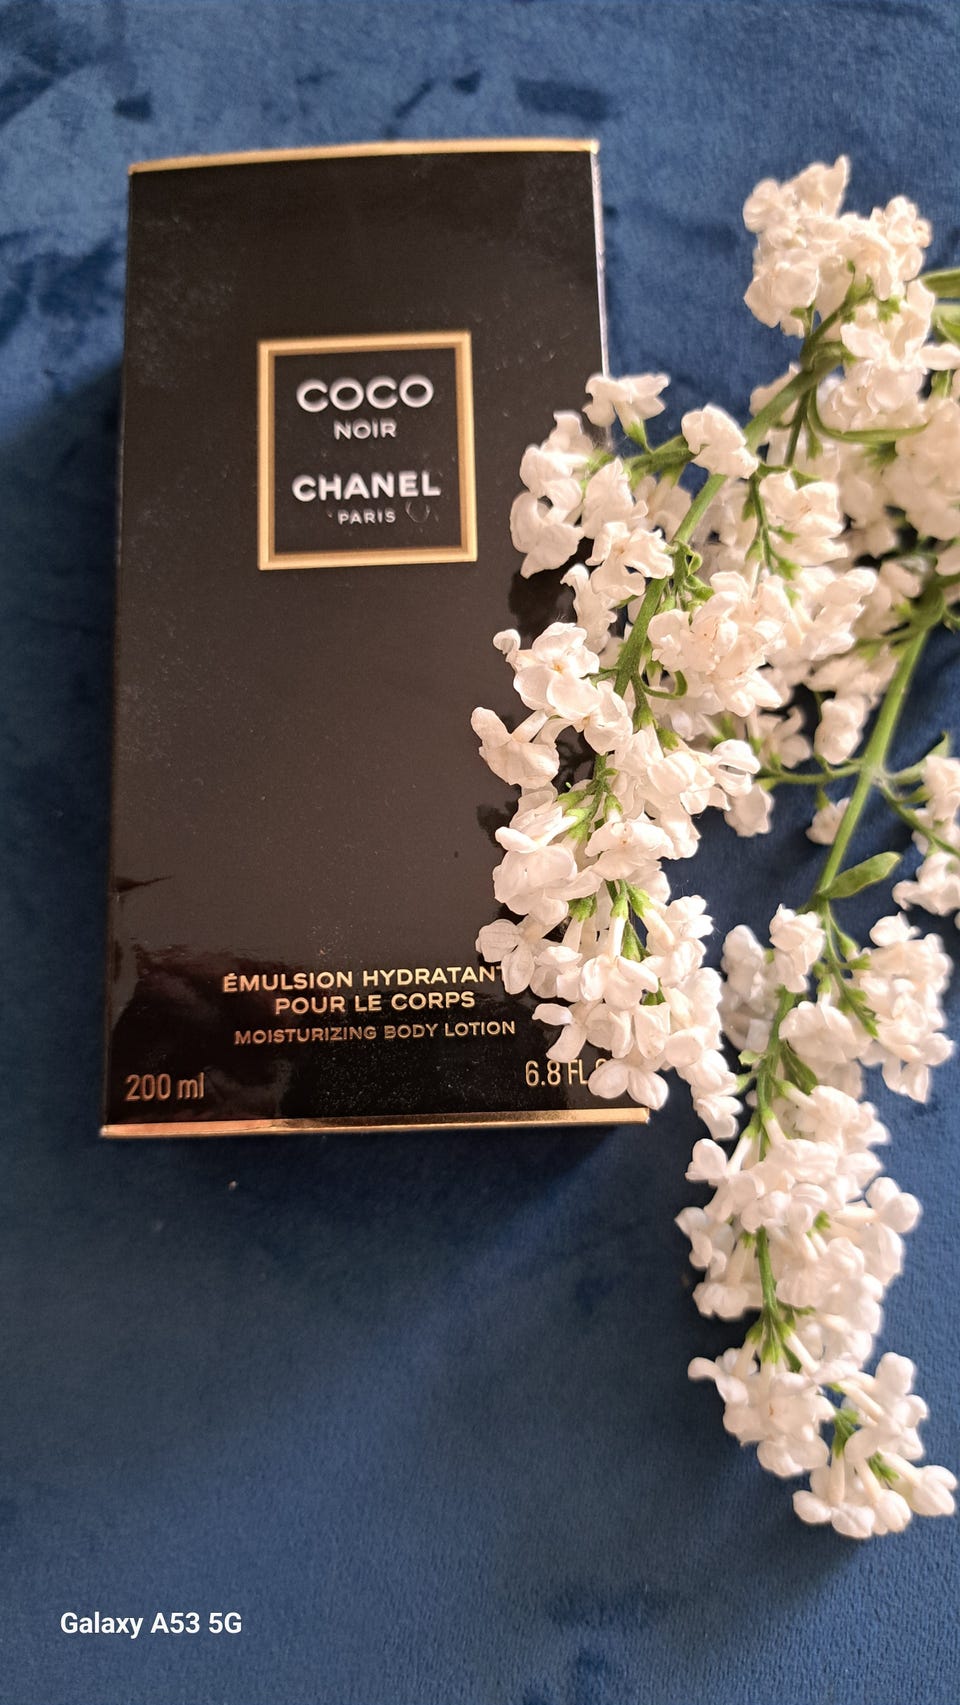 COCO
NOIR
CHANEL
PARIS
ÉMULSION HYDRATANT
POUR LE CORPS
MOISTURIZING BODY LOTION
200 ml
6.8 FL
Galaxy A53 5G